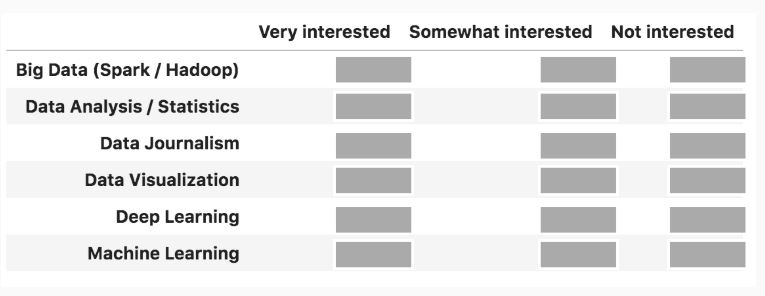 Very interested Somewhat interested Not interested
Big Data (Spark / Hadoop)
Data Analysis / Statistics
Data Journalism
Data Visualization
Deep Learning
Machine Learning